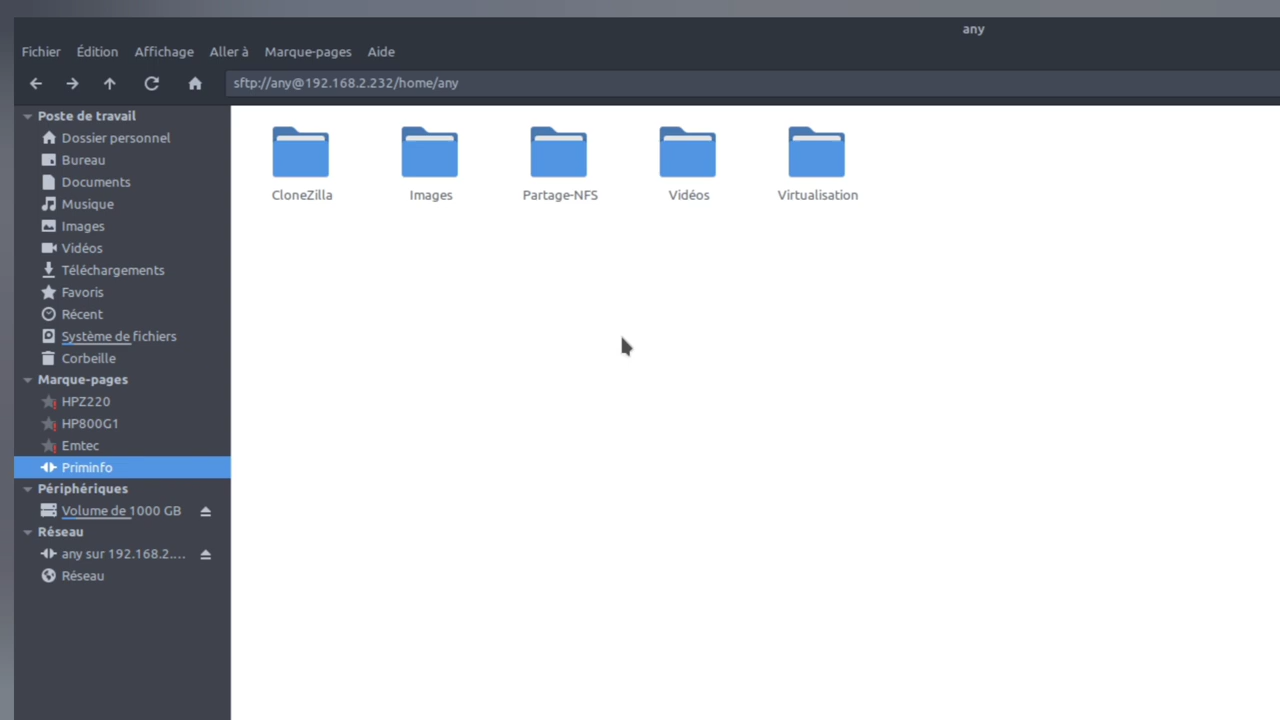 any
Fichier Édition Affichage Aller à Marque-pages Aide
sftp://any@192.168.2.232/home/any
Poste de travail
Dossier personnel
Bureau
Documents
Musique
Images
Vidéos
Téléchargements
Favoris
Récent
Système de fichiers
Corbeille
Marque-pages
HPZ220
HP800G1
Emtec
Priminfo
Périphériques
Volume de 1000 GB
Réseau
any sur 192.168.2....
Réseau
CloneZilla Images Partage-NFS Vidéos Virtualisation